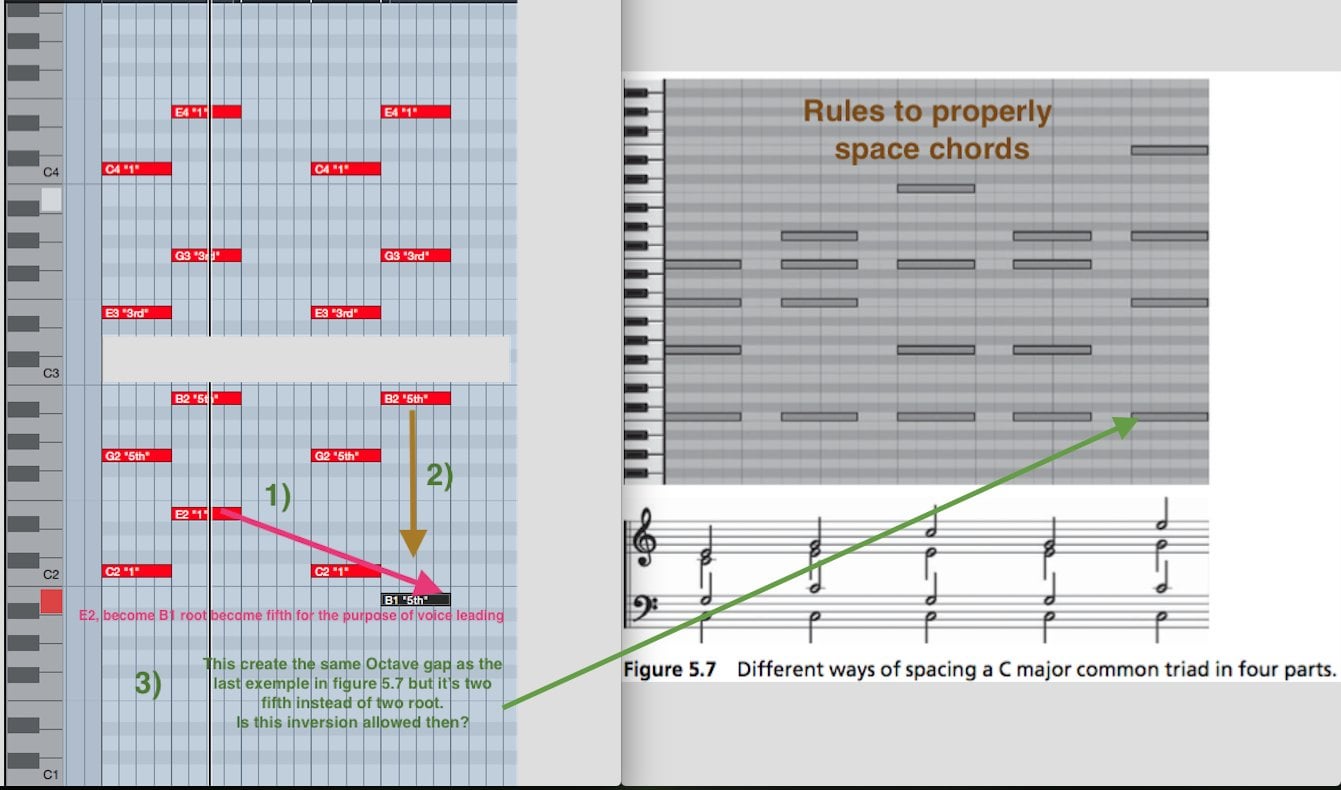 E4 "1"
E4 "1"
C4
C4 "1"
C4 "1"
G3 "3rd"
G3 "3rd"
E3 "3rd"
E3 "3rd"
C3
B2 "5th"
B2 "5th"
G2 "5th"
G2 "5th"
1)
2)
E2 "1"
C2
C2 "1"
C2 "1"
B1 "5th"
E2, become B1 root become fifth for the purpose of voice leading
3)
This create the same Octave gap as the
last exemple in figure 5.7 but it's two
fifth instead of two root.
Is this inversion allowed then?
C1
Rules to properly
space chords
Figure 5.7 Different ways of spacing a C major common triad in four parts.